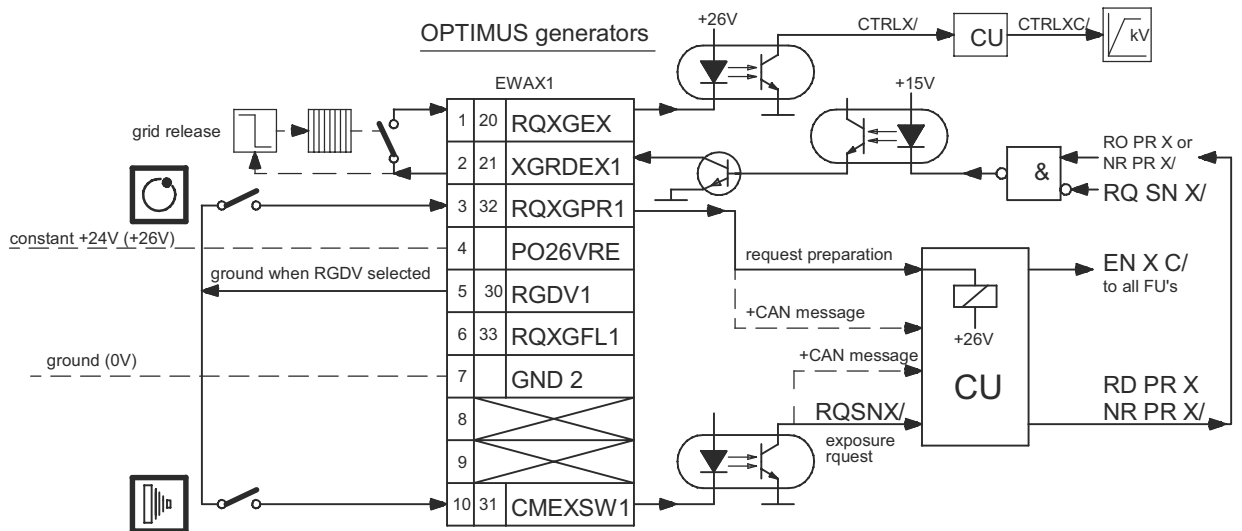 OPTIMUS generators
+26V
CTRLX/
CU
CTRLXC/
kV
EWAX1
+15V
grid release
1 20 RQXGEX
2 21 XGRDEX1
3 32 RQXGPR1
4 PO26VRE
5 30 RGDV1
6 33 RQXGFL1
7 GND 2
8
9
10 31 CMEXSW1
&
RO PR X or
NR PR X/
RQ SN X/
constant +24V (+26V)
ground when RGDV selected
ground (0V)
request preparation
+CAN message
+26V
CU
EN X C/
to all FU's
+CAN message
RQSNX/
exposure
rquest
RD PR X
NR PR X/